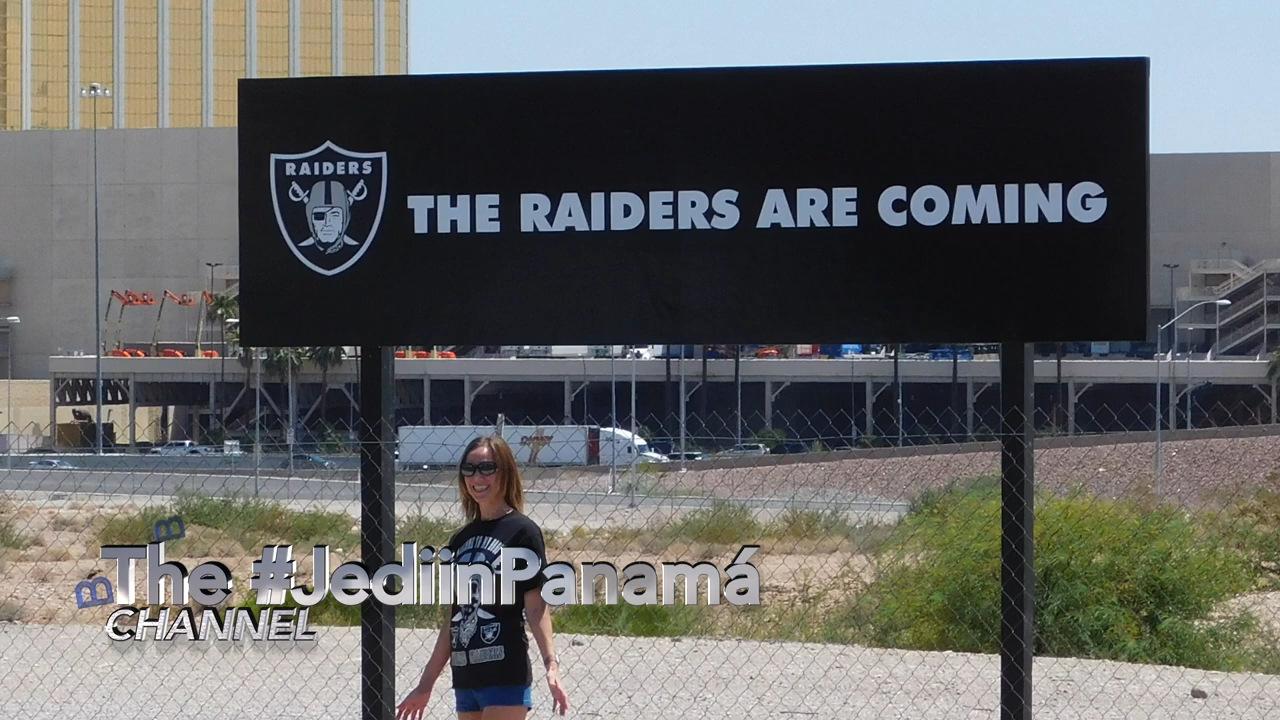 RAIDERS
THE RAIDERS ARE COMING
B
B
The #JediinPanamá
CHANNEL